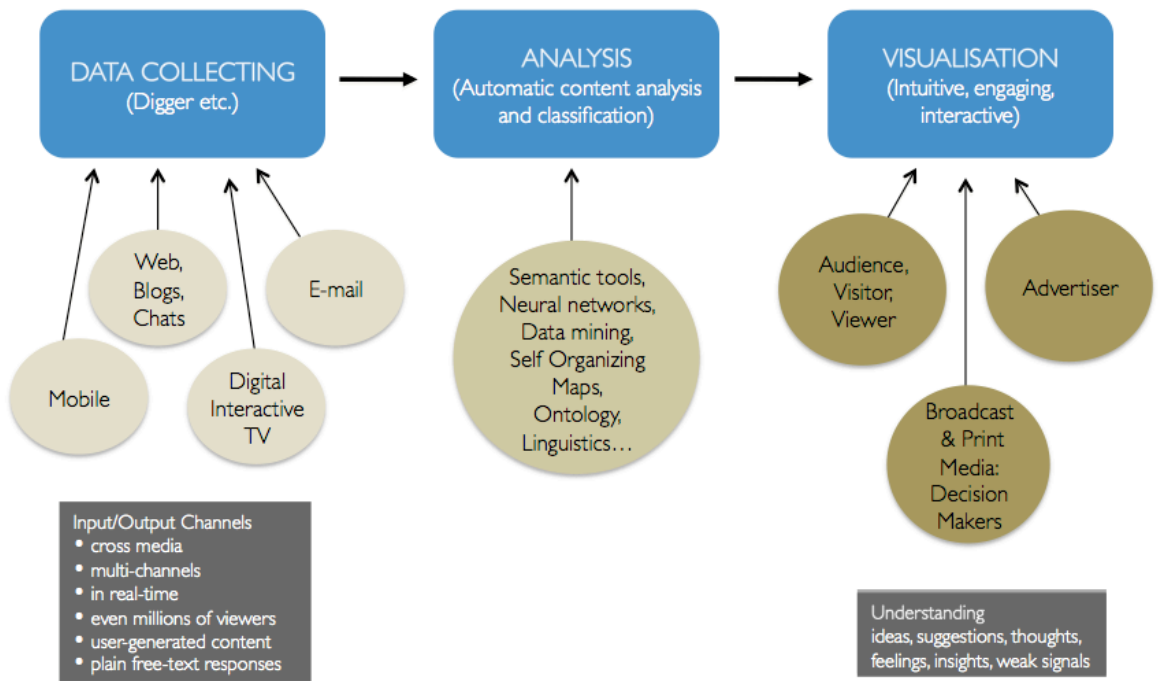 DATA COLLECTING
(Digger etc.)
ANALYSIS
(Automatic content analysis
and classification)
VISUALISATION
(Intuitive, engaging,
interactive)
Web,
Blogs,
Chats
E-mail
Mobile
Digital
Interactive
TV
Semantic tools,
Neural networks,
Data mining,
Self Organizing
Maps,
Ontology,
Linguistics...
Audience,
Visitor,
Viewer
Advertiser
Broadcast
& Print
Media:
Decision
Makers
Input/Output Channels
• cross media
• multi-channels
• in real-time
• even millions of viewers
• user-generated content
• plain free-text responses
Understanding
ideas, suggestions, thoughts,
feelings, insights, weak signals